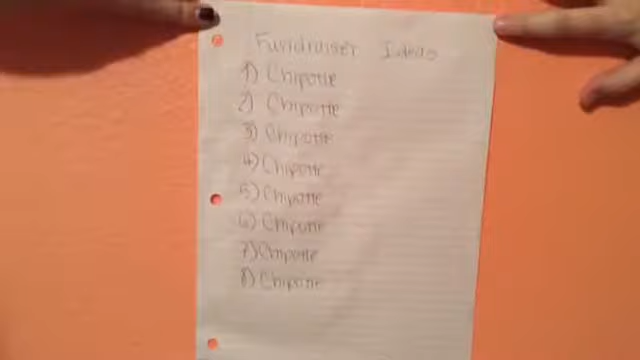 Fundraiser Ideas
1) Chipotle
2) Chipotle
3) Chipotle
4) Chipotle
5) Chipotle
6) Chipotle
7) Chipotle
8) Chipotle